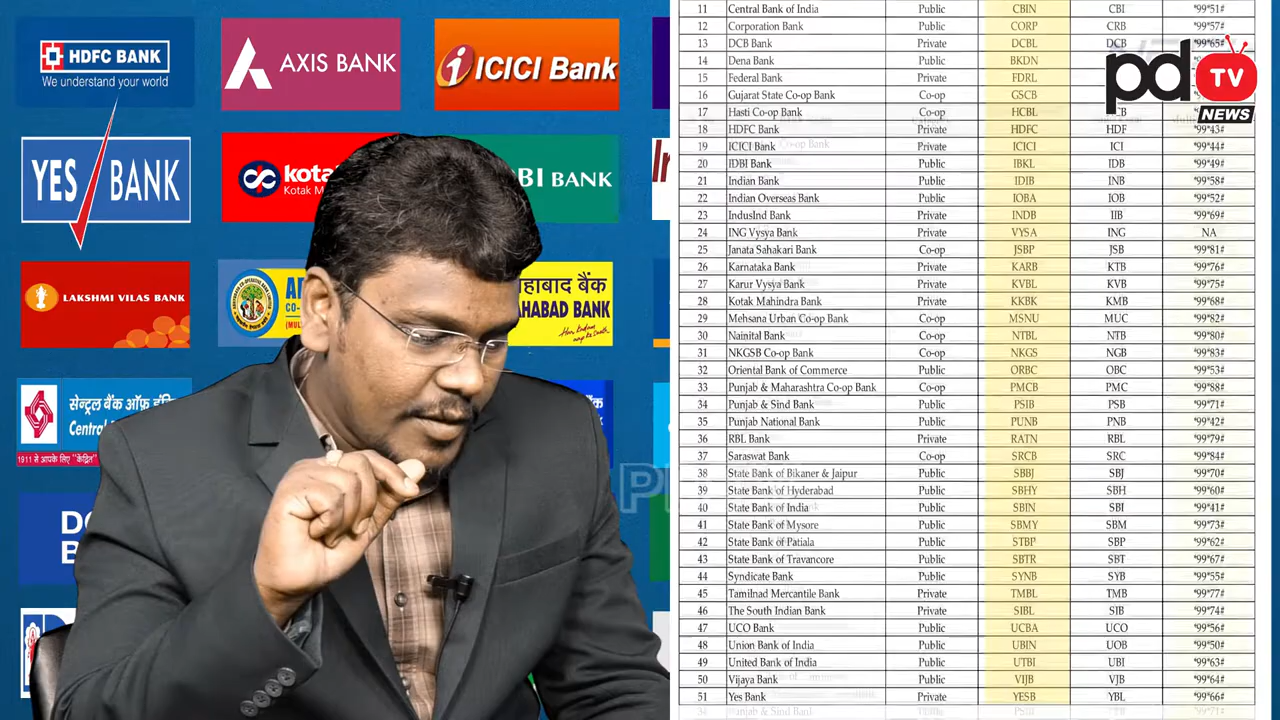 HDFC BANK
We understand your world
AXIS BANK
ICICI Bank
YES BANK
kota
Kotak M
BI BANK
LAKSHMI VILAS BANK
CO-
(MUL
हाबाद बैंक
AHABAD BANK
सेन्ट्रल बैंक ऑफ़ इंडि
Central
1911 से आपके लिए "केंद्रित"
DC
B
pd TV
NEWS
11 Central Bank of India Public CBIN CBI *99*51#
12 Corporation Bank Public CORP CRB *99*57#
13 DCB Bank Private DCBL DCB *99*65#
14 Dena Bank Public BKDN
15 Federal Bank Private FDRL
16 Gujarat State Co-op Bank Co-op GSCB
17 Hasti Co-op Bank Co-op HCBL
18 HDFC Bank Private HDFC HDF *99*43#
19 ICICI Bank Private ICICI ICI *99*44#
20 IDBI Bank Public IBKL IDB *99*49#
21 Indian Bank Public IDIB INB *99*58#
22 Indian Overseas Bank Public IOBA IOB *99*52#
23 IndusInd Bank Private INDB IIB *99*69#
24 ING Vysya Bank Private VYSA ING NA
25 Janata Sahakari Bank Co-op JSBP JSB *99*81#
26 Karnataka Bank Private KARB KTB *99*76#
27 Karur Vysya Bank Private KVBL KVB *99*75#
28 Kotak Mahindra Bank Private KKBK KMB *99*68#
29 Mehsana Urban Co-op Bank Co-op MSNU MUC *99*82#
30 Nainital Bank Co-op NTBL NTB *99*80#
31 NKGSB Co-op Bank Co-op NKGS NGB *99*83#
32 Oriental Bank of Commerce Public ORBC OBC *99*53#
33 Punjab & Maharashtra Co-op Bank Co-op PMCB PMC *99*88#
34 Punjab & Sind Bank Public PSIB PSB *99*71#
35 Punjab National Bank Public PUNB PNB *99*42#
36 RBL Bank Private RATN RBL *99*79#
37 Saraswat Bank Co-op SRCB SRC *99*84#
38 State Bank of Bikaner & Jaipur Public SBBJ SBJ *99*70#
39 State Bank of Hyderabad Public SBHY SBH *99*60#
40 State Bank of India Public SBIN SBI *99*41#
41 State Bank of Mysore Public SBMY SBM *99*73#
42 State Bank of Patiala Public STBP SBP *99*62#
43 State Bank of Travancore Public SBTR SBT *99*67#
44 Syndicate Bank Public SYNB SYB *99*55#
45 Tamilnad Mercantile Bank Private TMBL TMB *99*77#
46 The South Indian Bank Private SIBL SIB *99*74#
47 UCO Bank Public UCBA UCO *99*56#
48 Union Bank of India Public UBIN UOB *99*50#
49 United Bank of India Public UTBI UBI *99*63#
50 Vijaya Bank Public VIJB VJB *99*64#
51 Yes Bank Private YESB YBL *99*66#